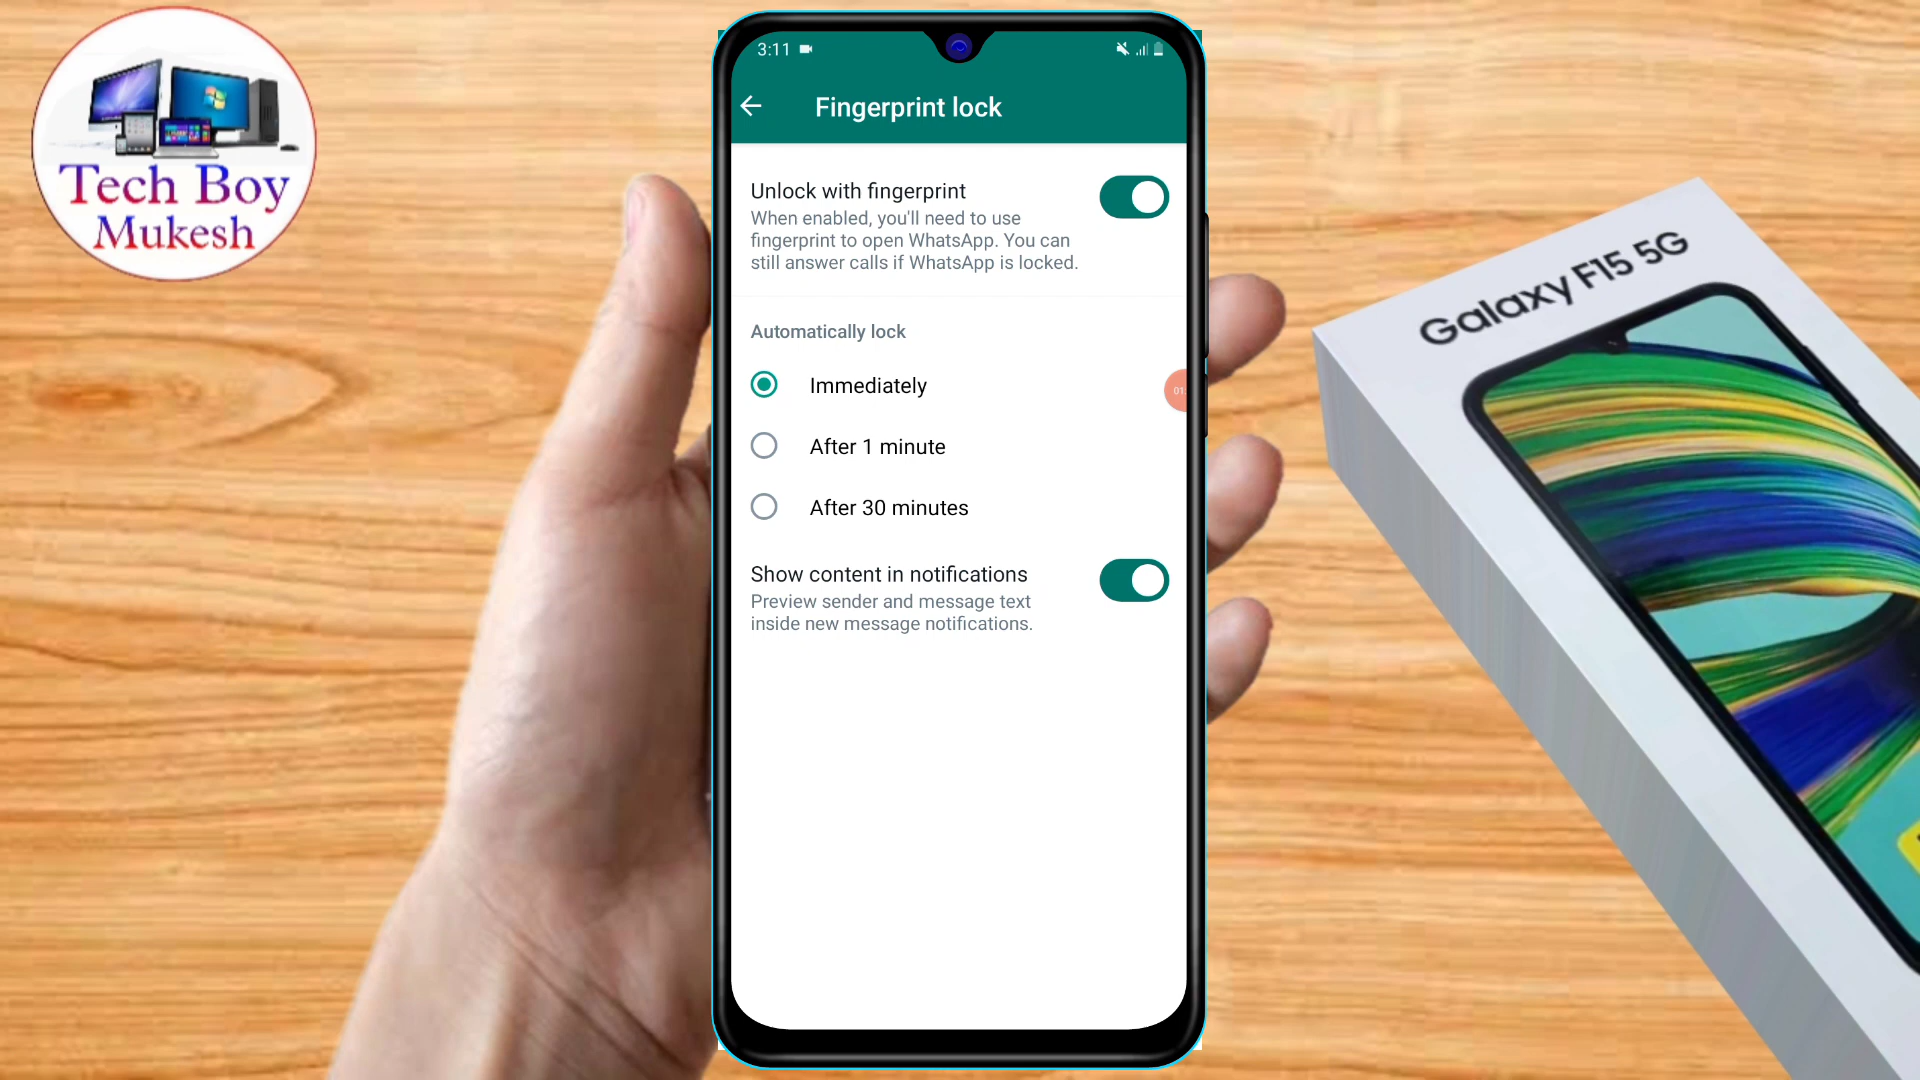 Tech Boy
Mukesh
3:11
Fingerprint lock
Unlock with fingerprint
When enabled, you'll need to use
fingerprint to open WhatsApp. You can
still answer calls if WhatsApp is locked.
Automatically lock
Immediately
After 1 minute
After 30 minutes
Show content in notifications
Preview sender and message text
inside new message notifications.
01:
Galaxy F15 5G